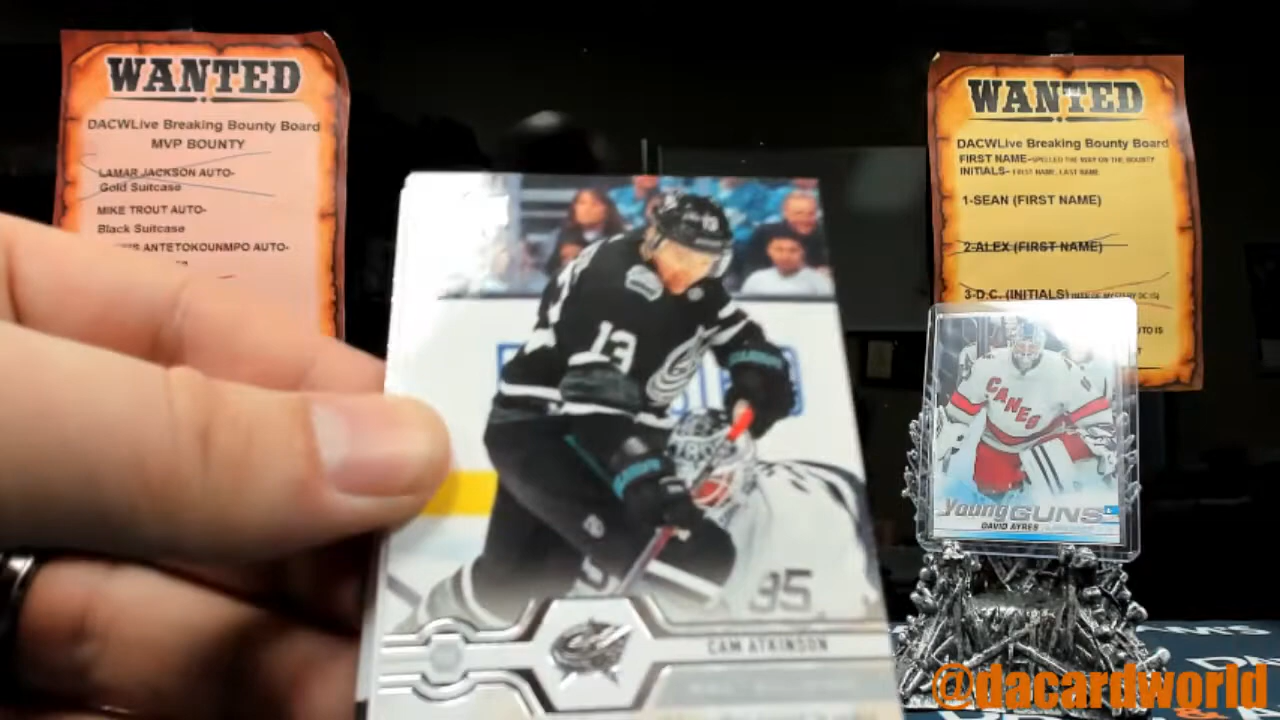 WANTED
DACWLive Breaking Bounty Board
MVP BOUNTY
LAMAR JACKSON AUTO-
Gold Suitcase
MIKE TROUT AUTO-
Black Suitcase
ANTETOKOUNMPO AUTO-
WANTED
DACWLive Breaking Bounty Board
FIRST NAME-SPELLED THE WAY ON THE BOUNTY
INITIALS- FIRST NAME, LAST NAME
1-SEAN (FIRST NAME)
2-ALEX (FIRST NAME)
3-D.C. (INITIALS)
13
13
35
CAM ATKINSON
CANES
Young GUNS
DAVID AYRES
@dacardworld